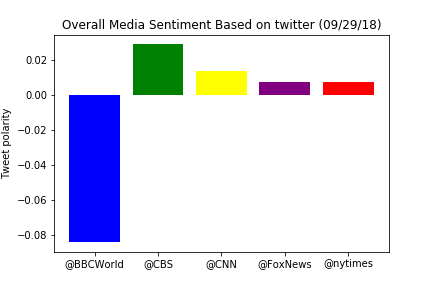 Overall Media Sentiment Based on twitter (09/29/18)
Tweet polarity
0.02
0.00
−0.02
−0.04
−0.06
−0.08
@BBCWorld @CBS @CNN @FoxNews @nytimes